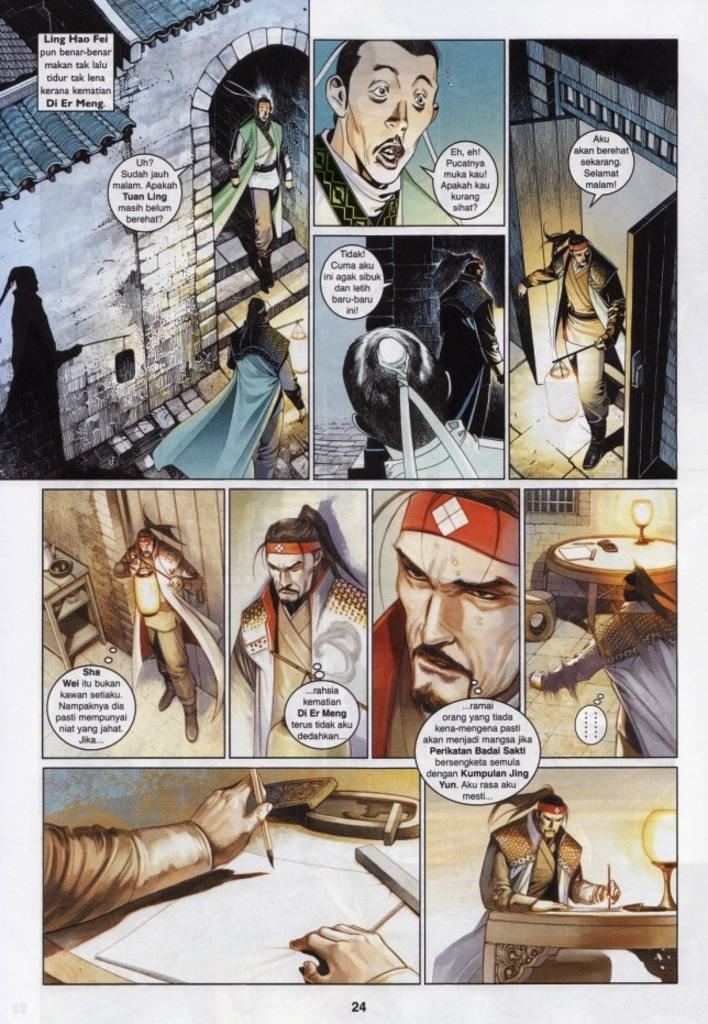 Ling Hao Fei
pun benar-benar
makan tak lalu
tidur tak lena
kerana kematian
Di Er Meng.
Uh?
Sudah jauh
malam. Apakah
Tuan Ling
masih belum
berehat?
Eh, eh!
Pucatnya
muka kau!
Apakah kau
kurang
sihat?
Tidak!
Cuma aku
ini agak sibuk
dan letih
baru-baru
ini!
Aku
akan berehat
sekarang.
Selamat
malam!
Sha
Wei itu bukan
kawan setiaku.
Nampaknya dia
pasti mempunyai
niat yang jahat.
Jika...
...rahsia
kematian
Di Er Meng
terus tidak aku
dedahkan...
...ramai
orang yang tiada
kena-mengena pasti
akan menjadi mangsa jika
Perikatan Badai Sakti
bersengketa semula
dengan Kumpulan Jing
Yun. Aku rasa aku
mesti...
24